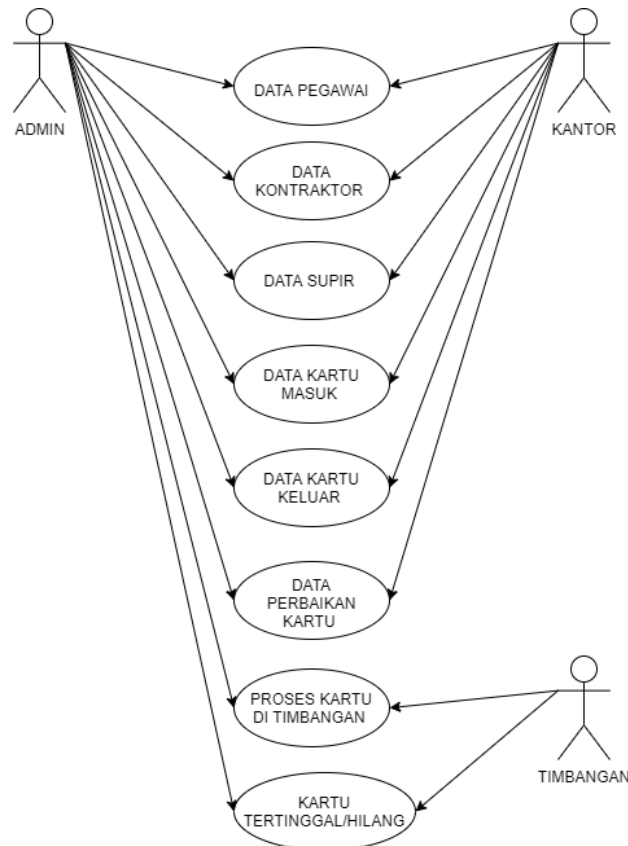 ADMIN
KANTOR
DATA PEGAWAI
DATA
KONTRAKTOR
DATA SUPIR
DATA KARTU
MASUK
DATA KARTU
KELUAR
DATA
PERBAIKAN
KARTU
PROSES KARTU
DI TIMBANGAN
TIMBANGAN
KARTU
TERTINGGAL/HILANG